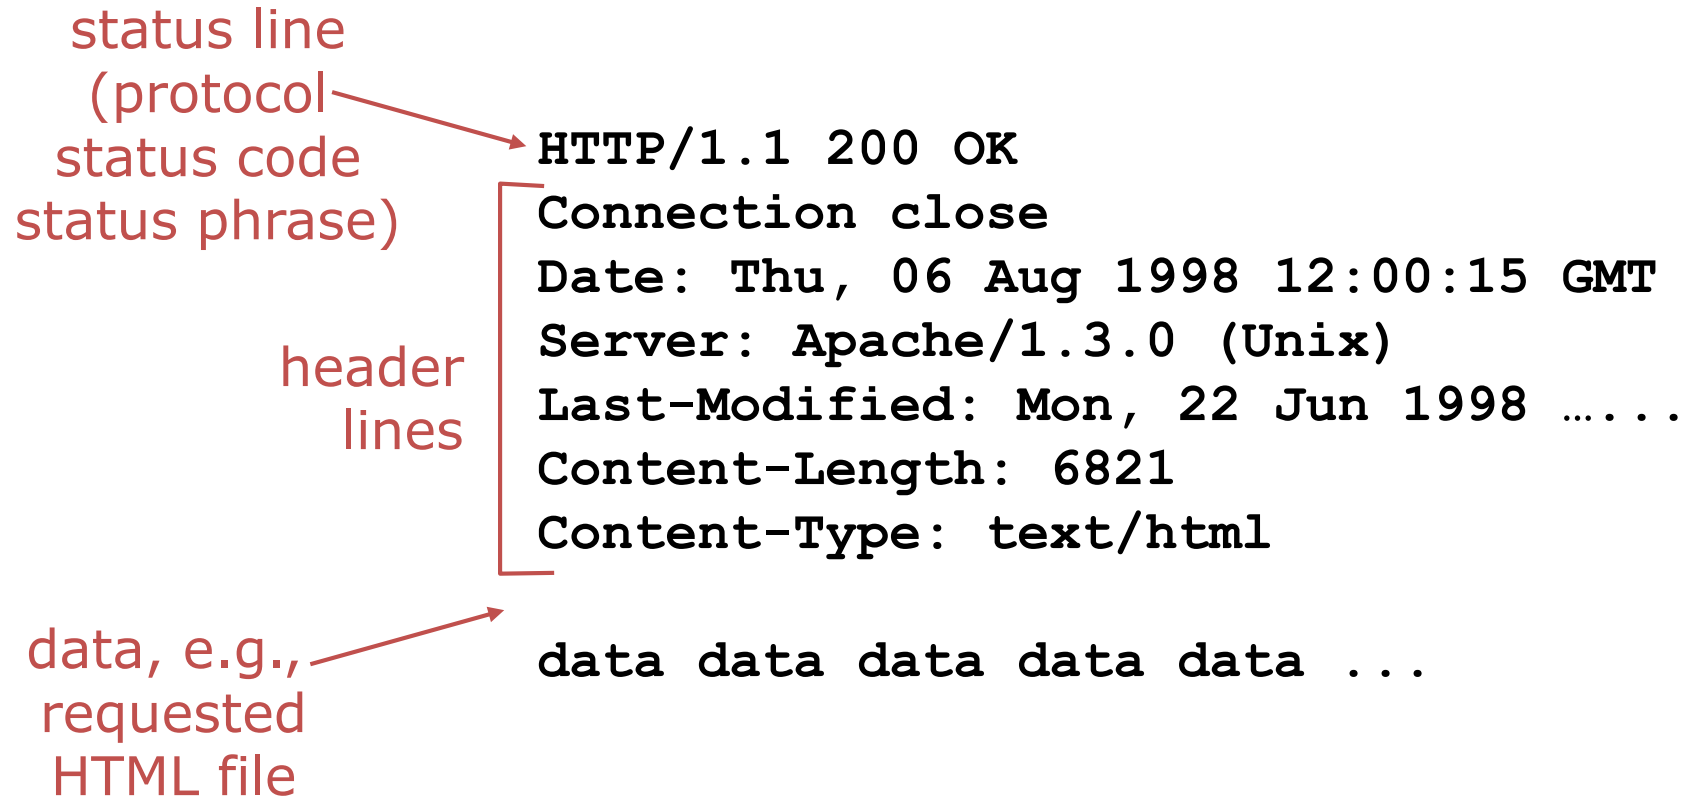 status line
(protocol
status code
status phrase)
HTTP/1.1 200 OK
Connection close
Date: Thu, 06 Aug 1998 12:00:15 GMT
Server: Apache/1.3.0 (Unix)
Last-Modified: Mon, 22 Jun 1998 …...
Content-Length: 6821
Content-Type: text/html
header
lines
data, e.g.,
requested
HTML file
data data data data data ...